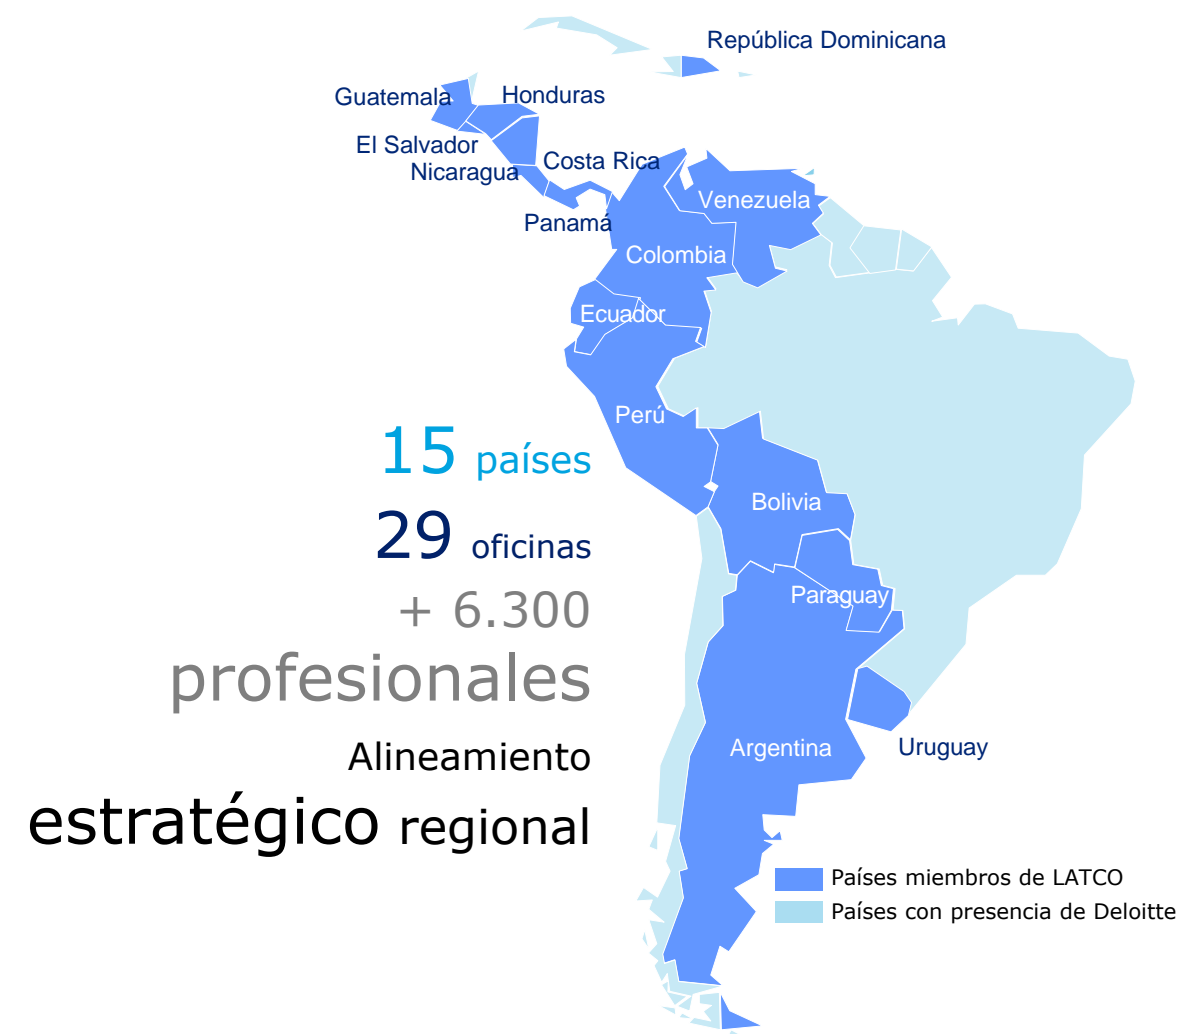 República Dominicana
Guatemala
Honduras
El Salvador
Nicaragua
Costa Rica
Panamá
Venezuela
Colombia
Ecuador
Perú
Bolivia
Paraguay
Argentina
Uruguay
15 países
29 oficinas
+ 6.300
profesionales
Alineamiento
estratégico regional
Países miembros de LATCO
Países con presencia de Deloitte